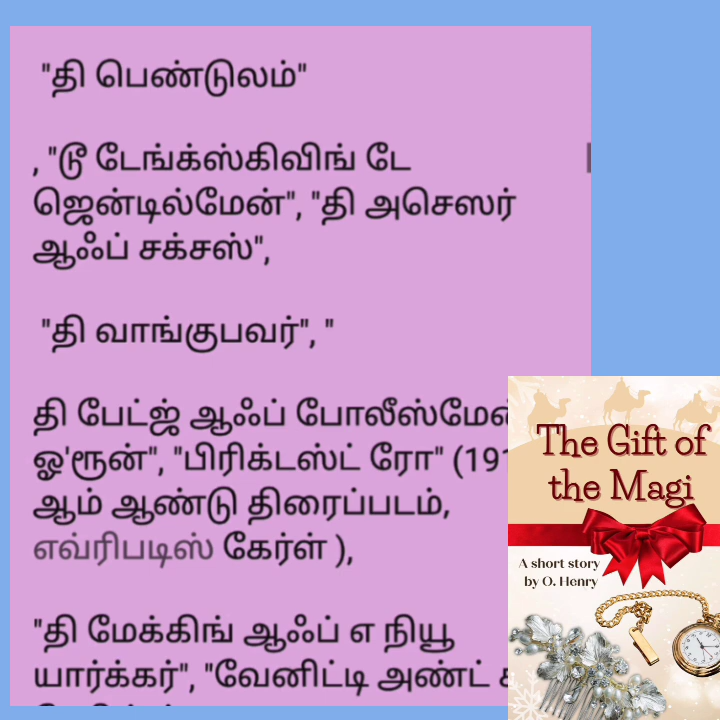 "தி பெண்டுலம்"
, "டூ டேங்க்ஸ்கிவிங் டே
ஜென்டில்மேன்", "தி அசெஸர்
ஆஃப் சக்சஸ்",
"தி வாங்குபவர்", "
தி பேட்ஜ் ஆஃப்
ஓ'ரூன்", "பிரிக்டஸ்ட் ரோ"
ஆம் ஆண்டு திரைப்படம்,
எவ்ரிபடிஸ் கேர்ள் ),
"தி மேக்கிங் ஆஃப் எ நியூ
யார்க்கர்", "வேனிட்டி அண்ட்
The Gift of
the Magi
A short story
by O. Henry